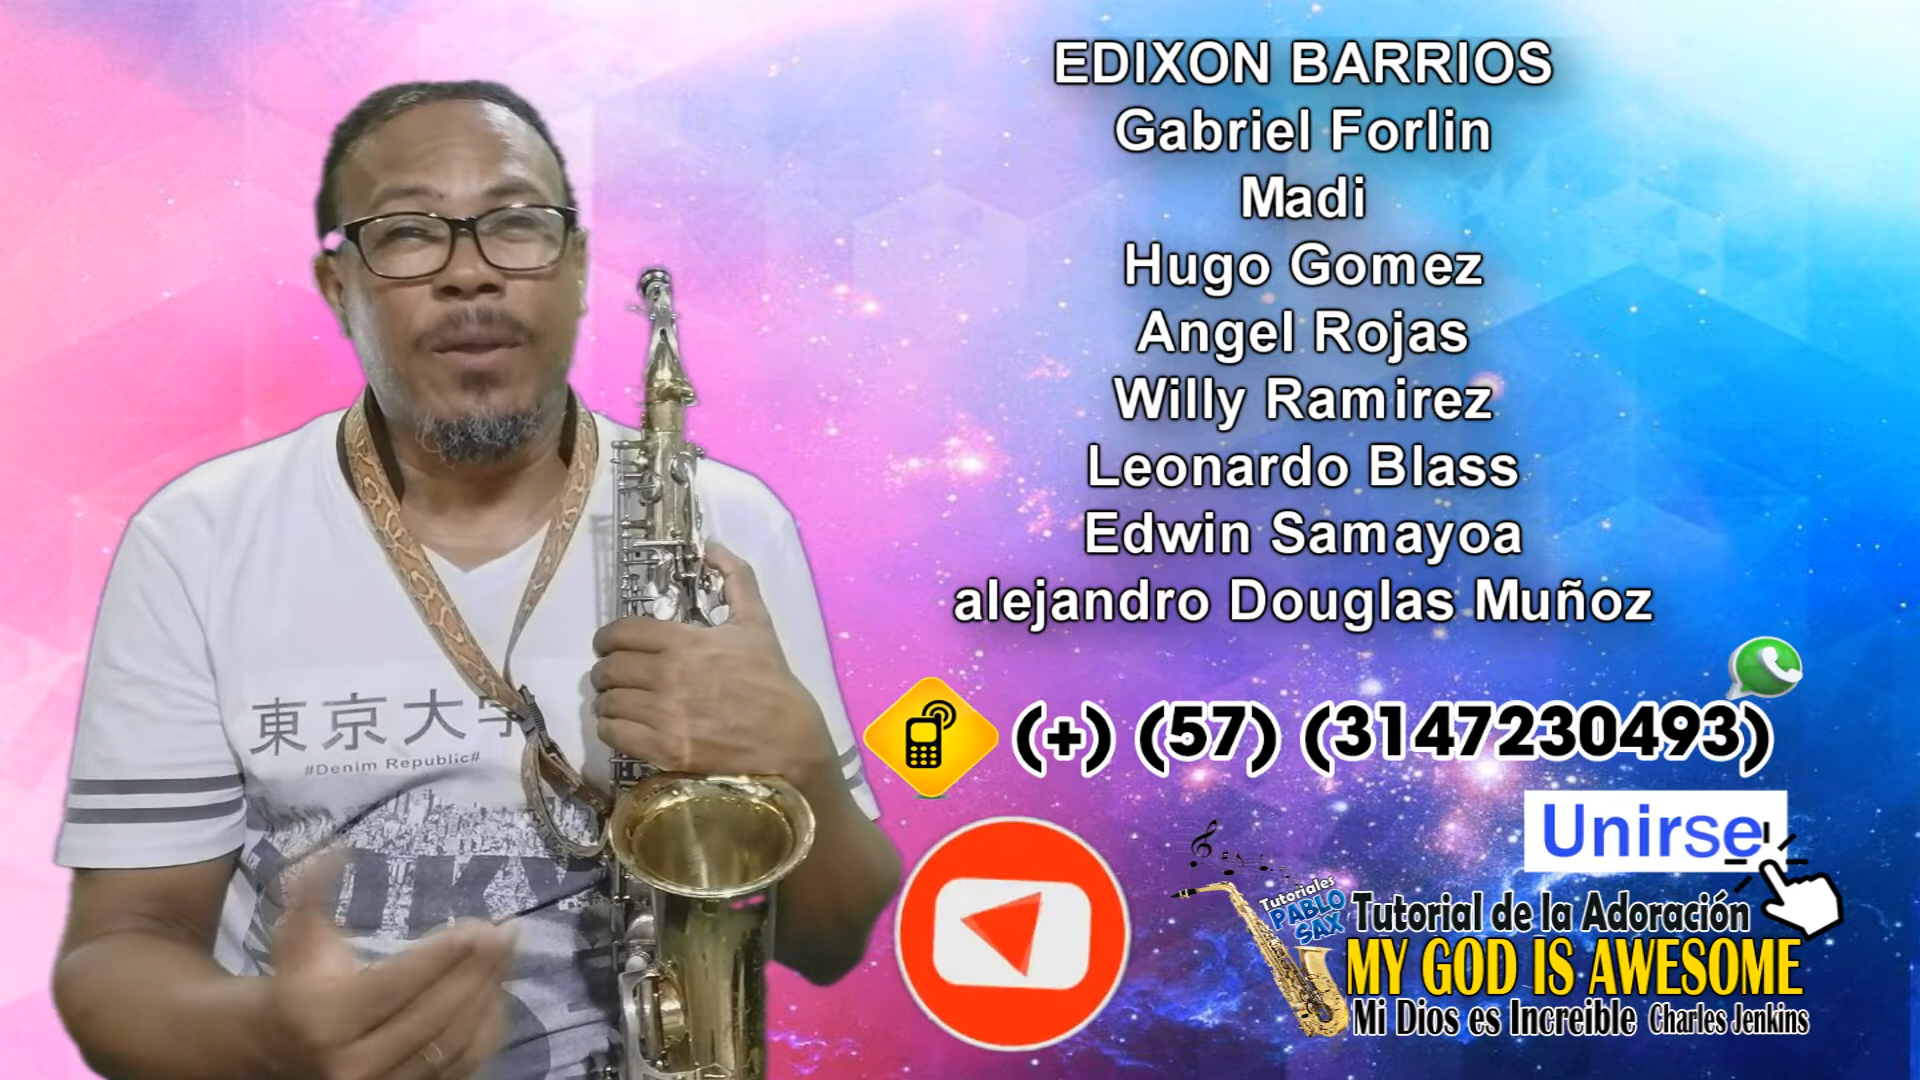 EDIXON BARRIOS
Gabriel Forlin
Madi
Hugo Gomez
Angel Rojas
Willy Ramirez
Leonardo Blass
Edwin Samayoa
alejandro Douglas Muñoz
(+) (57) (3147230493)
Unirse
Tutoriales
PABLO
SAX
Tutorial de la Adoración
MY GOD IS AWESOME
Mi Dios es Increible Charles Jenkins
東京大学
#Denim Republic#